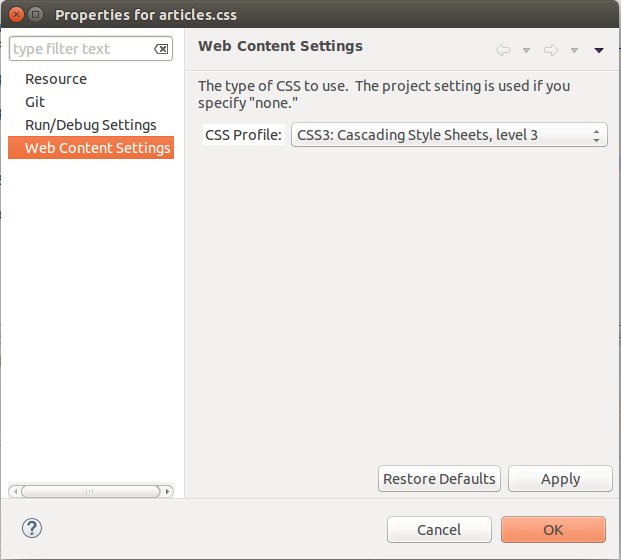 Properties for articles.css
type filter text
Resource
Git
Run/Debug Settings
Web Content Settings
Web Content Settings
The type of CSS to use.  The project setting is used if you
specify "none."
CSS Profile: CSS3: Cascading Style Sheets, level 3
Restore Defaults Apply
? Cancel OK